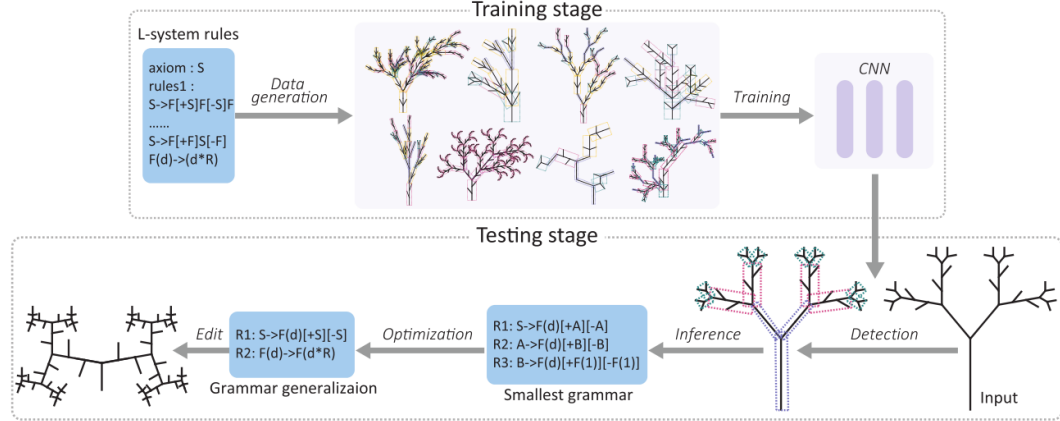 Training stage
L-system rules
axiom : S
rules1 :
S->F[+S]F[-S]F
......
S->F[+F]S[-F]
F(d)->(d*R)
Data
generation
Training
CNN
Testing stage
Edit
R1: S->F(d)[+S][-S]
R2: F(d)->F(d*R)
Grammar generalizaion
Optimization
R1: S->F(d)[+A][-A]
R2: A->F(d)[+B][-B]
R3: B->F(d)[+F(1)][-F(1)]
Smallest grammar
Inference
Detection
Input